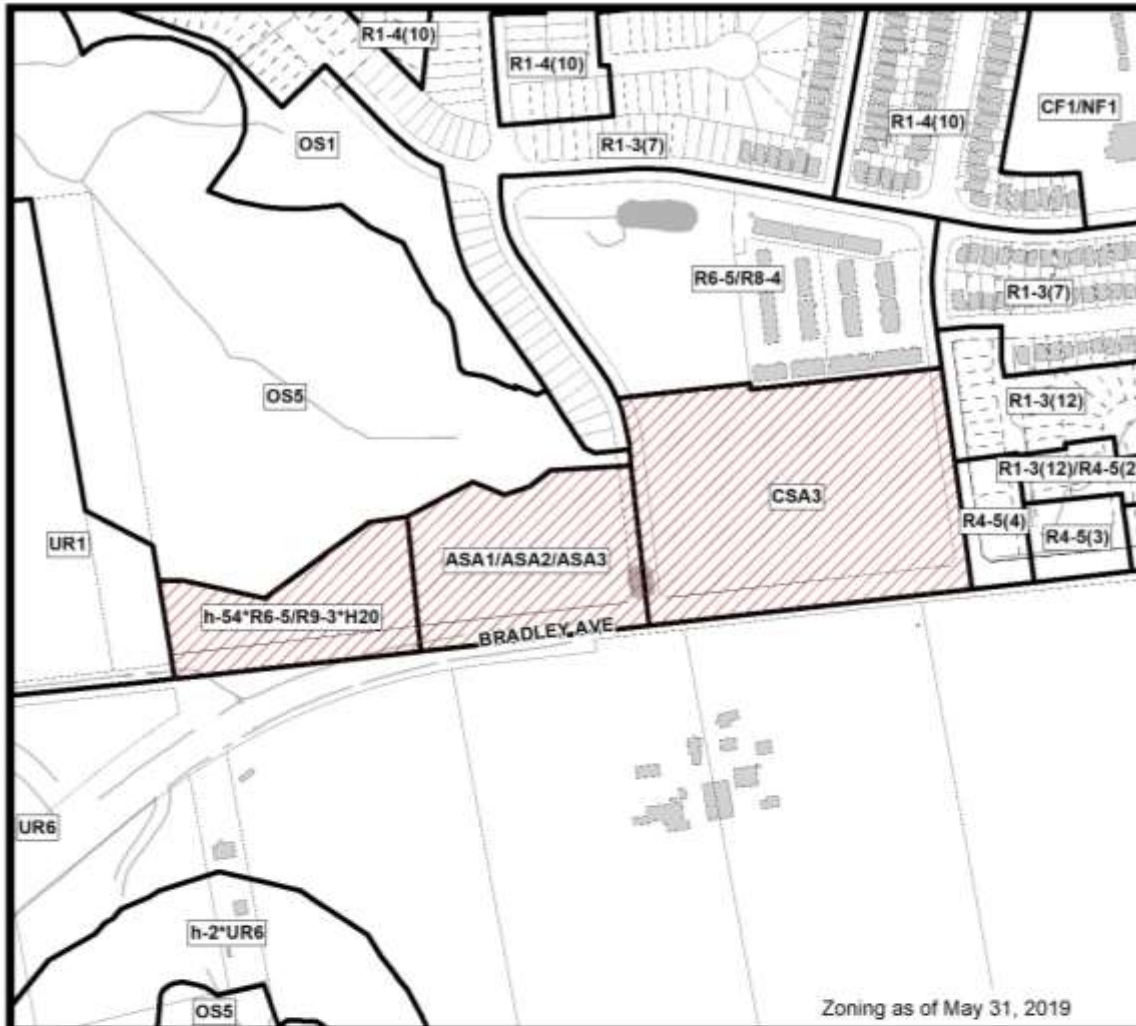 R1-4(10)
R1-4(10)
CF1/NF1
R1-4(10)
OS1
R1-3(7)
R6-5/R8-4
R1-3(7)
OS5
R1-3(12)
R1-3(12)/R4-5(2
CSA3
R4-5(4)
R4-5(3)
UR1
ASA1/ASA2/ASA3
h-54*R6-5/R9-3*H20
BRADLEY AVE
UR6
h-2*UR6
OS5
Zoning as of May 31, 2019